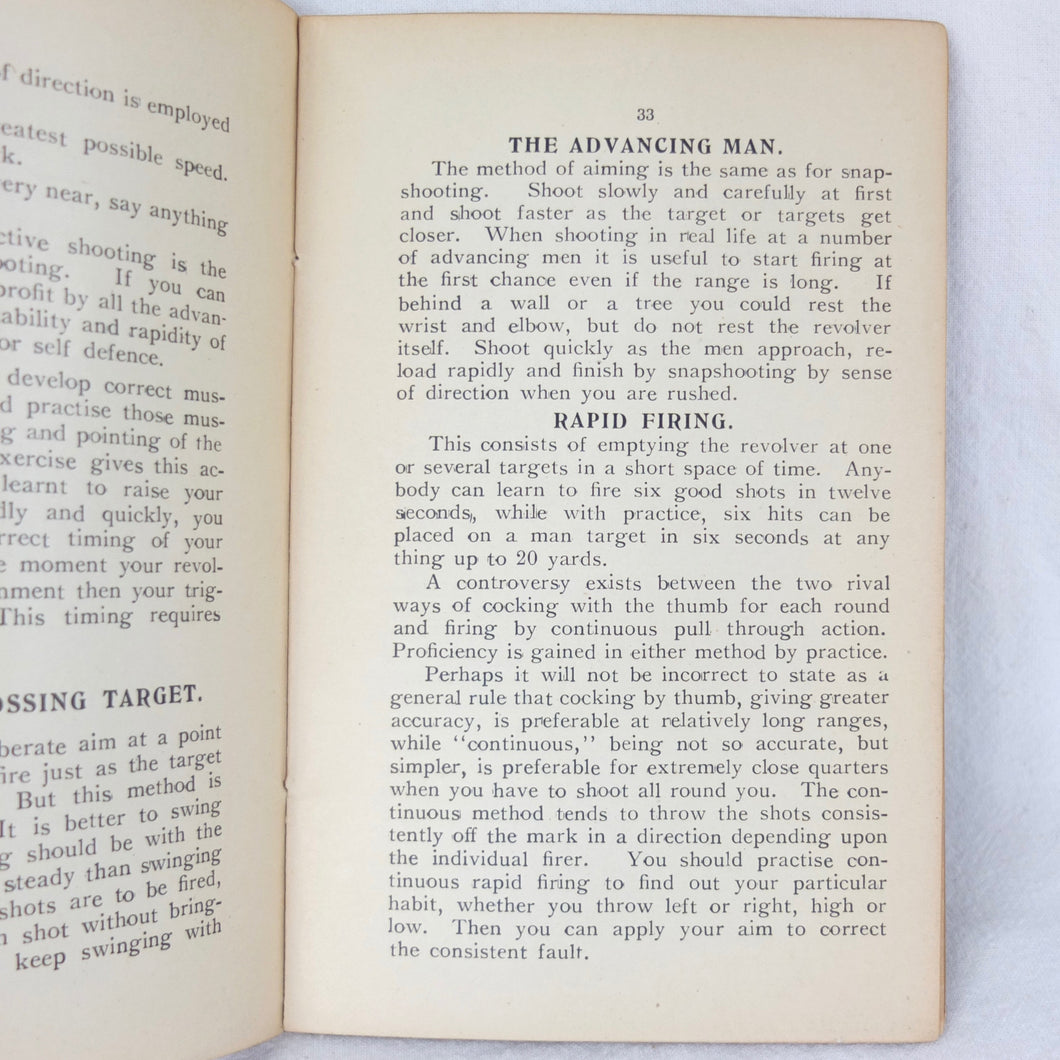 of direction is employed
eatest possible speed.
k.
ery near, say anything
ctive shooting is the
ooting. If you can
profit by all the advan-
ability and rapidity of
or self defence.
develop correct mus-
d practise those mus-
g and pointing of the
xercise gives this ac-
learnt to raise your
dly and quickly, you
rrect timing of your
e moment your revol-
nment then your trig-
This timing requires
OSSING TARGET.
berate aim at a point
fire just as the target
But this method is
It is better to swing
g should be with the
steady than swinging
shots are to be fired,
n shot without bring-
keep swinging with
33
THE ADVANCING MAN.
The method of aiming is the same as for snap-
shooting. Shoot slowly and carefully at first
and shoot faster as the target or targets get
closer. When shooting in real life at a number
of advancing men it is useful to start firing at
the first chance even if the range is long. If
behind a wall or a tree you could rest the
wrist and elbow, but do not rest the revolver
itself. Shoot quickly as the men approach, re-
load rapidly and finish by snapshooting by sense
of direction when you are rushed.
RAPID FIRING.
This consists of emptying the revolver at one
or several targets in a short space of time. Any-
body can learn to fire six good shots in twelve
seconds, while with practice, six hits can be
placed on a man target in six seconds at any
thing up to 20 yards.
A controversy exists between the two rival
ways of cocking with the thumb for each round
and firing by continuous pull through action.
Proficiency is gained in either method by practice.
Perhaps it will not be incorrect to state as a
general rule that cocking by thumb, giving greater
accuracy, is preferable at relatively long ranges,
while "continuous," being not so accurate, but
simpler, is preferable for extremely close quarters
when you have to shoot all round you. The con-
tinuous method tends to throw the shots consis-
tently off the mark in a direction depending upon
the individual firer. You should practise con-
tinuous rapid firing to find out your particular
habit, whether you throw left or right, high or
low. Then you can apply your aim to correct
the consistent fault.